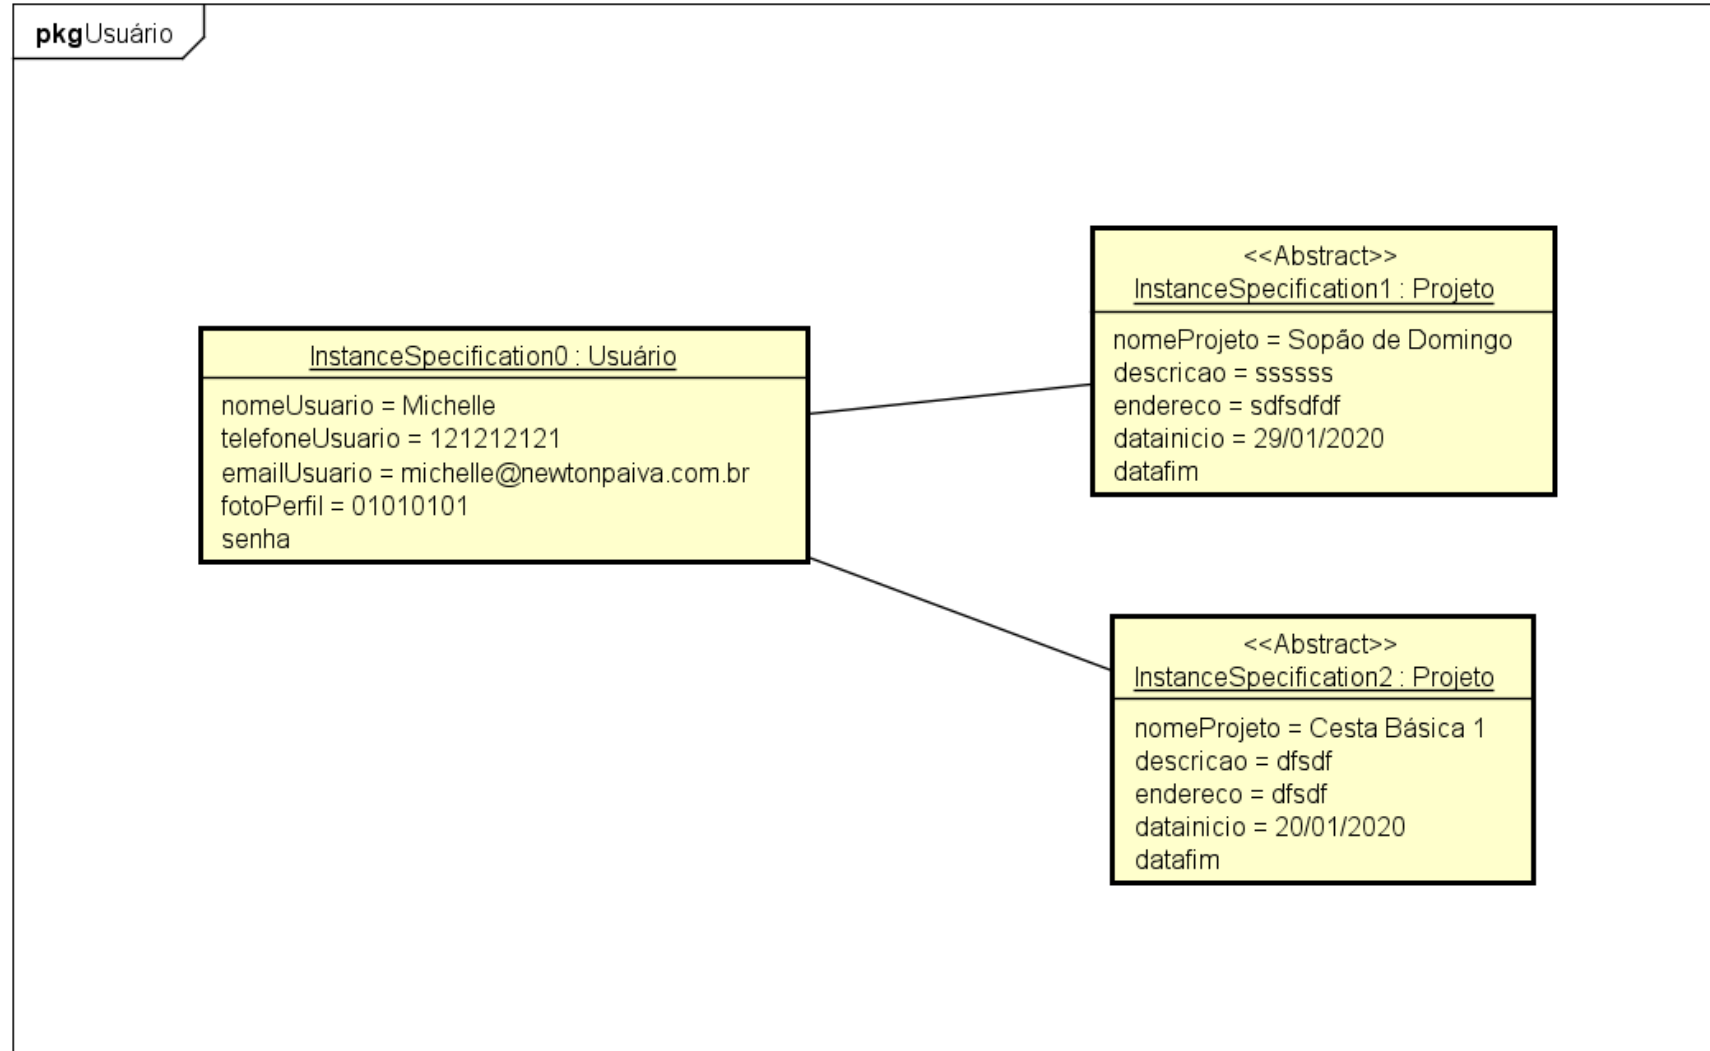 pkgUsuário
InstanceSpecification0 : Usuário
nomeUsuario = Michelle
telefoneUsuario = 121212121
emailUsuario = michelle@newtonpaiva.com.br
fotoPerfil = 01010101
senha
<<Abstract>>
InstanceSpecification1 : Projeto
nomeProjeto = Sopão de Domingo
descricao = ssssss
endereco = sdfsdfdf
datainicio = 29/01/2020
datafim
<<Abstract>>
InstanceSpecification2 : Projeto
nomeProjeto = Cesta Básica 1
descricao = dfsdf
endereco = dfsdf
datainicio = 20/01/2020
datafim